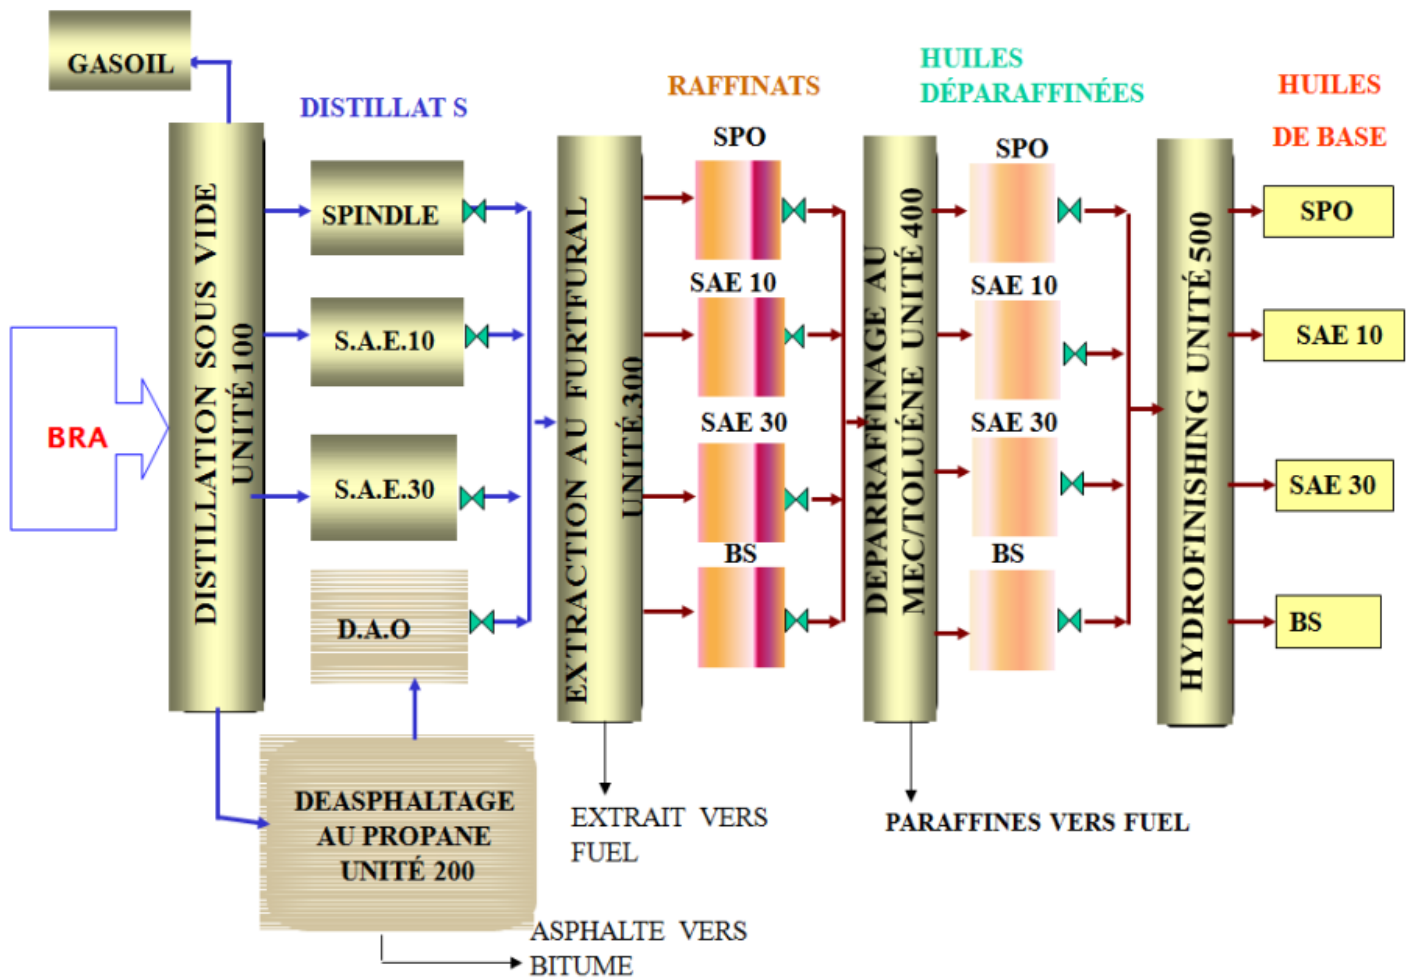 GASOIL
BRA
DISTILLATION SOUS VIDE
UNITÉ 100
DISTILLAT S
SPINDLE
S.A.E.10
S.A.E.30
D.A.O
DEASPHALTAGE
AU PROPANE
UNITÉ 200
ASPHALTE VERS
BITUME
EXTRACTION AU FURTFURAL
UNITÉ 300
EXTRAIT VERS
FUEL
RAFFINATS
SPO
SAE 10
SAE 30
BS
DEPARRAFFINAGE AU
MEC/TOLUÉNE UNITÉ 400
PARAFFINES VERS FUEL
HUILES
DÉPARAFFINÉES
SPO
SAE 10
SAE 30
BS
HYDROFINISHING UNITÉ 500
HUILES
DE BASE
SPO
SAE 10
SAE 30
BS